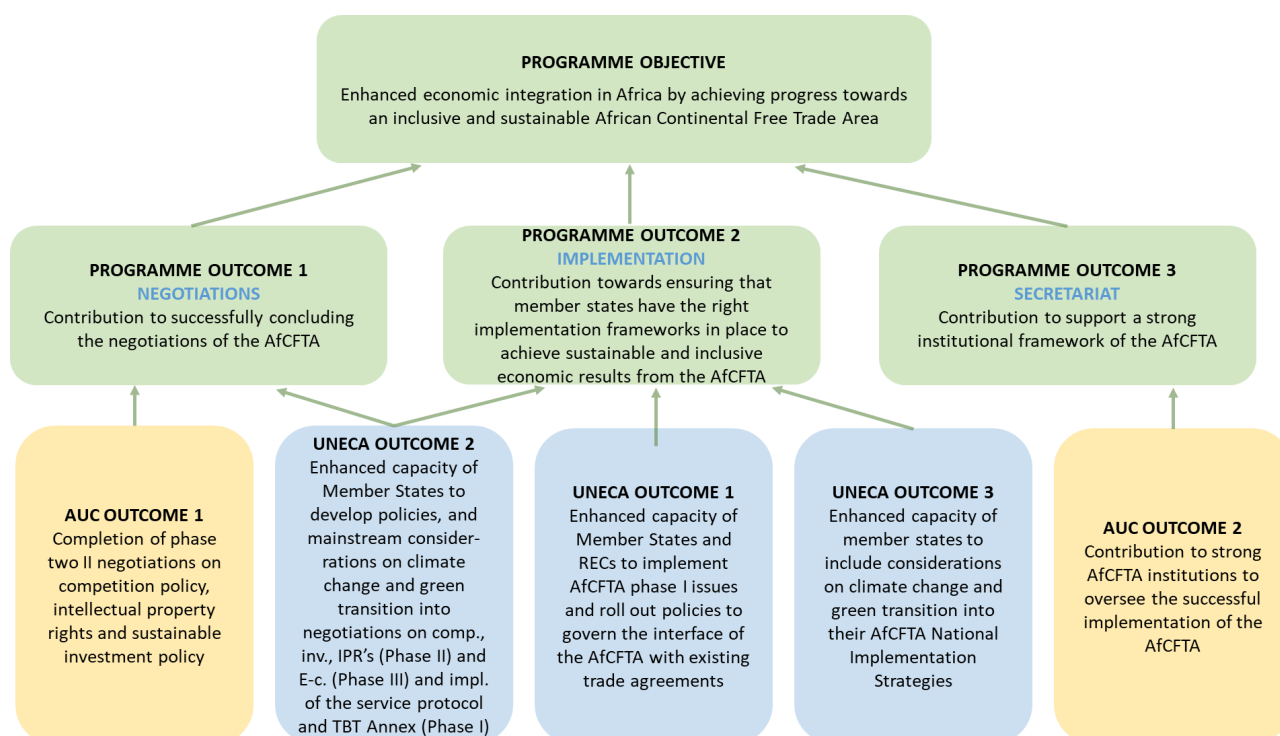 PROGRAMME OBJECTIVE
Enhanced economic integration in Africa by achieving progress towards
an inclusive and sustainable African Continental Free Trade Area
PROGRAMME OUTCOME 1
NEGOTIATIONS
Contribution to successfully concluding
the negotiations of the AfCFTA
PROGRAMME OUTCOME 2
IMPLEMENTATION
Contribution towards ensuring that
member states have the right
implementation frameworks in place to
achieve sustainable and inclusive
economic results from the AfCFTA
PROGRAMME OUTCOME 3
SECRETARIAT
Contribution to support a strong
institutional framework of the AfCFTA
AUC OUTCOME 1
Completion of phase
two II negotiations on
competition policy,
intellectual property
rights and sustainable
investment policy
UNECA OUTCOME 2
Enhanced capacity of
Member States to
develop policies, and
mainstream consider-
rations on climate
change and green
transition into
negotiations on comp.,
inv., IPR’s (Phase II) and
E-c. (Phase III) and impl.
of the service protocol
and TBT Annex (Phase I)
UNECA OUTCOME 1
Enhanced capacity of
Member States and
RECs to implement
AfCFTA phase I issues
and roll out policies to
govern the interface of
the AfCFTA with existing
trade agreements
UNECA OUTCOME 3
Enhanced capacity of
member states to
include considerations
on climate change and
green transition into
their AfCFTA National
Implementation
Strategies
AUC OUTCOME 2
Contribution to strong
AfCFTA institutions to
oversee the successful
implementation of the
AfCFTA